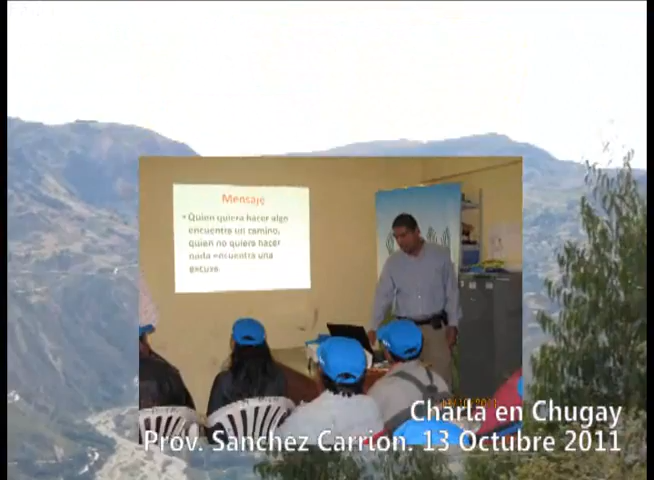 Mensaje
• Quien quiera hacer algo
encuentra un camino,
quien no quiera hacer
nada encuentra una
excusa.
Charla en Chugay
Prov. Sanchez Carrion. 13 Octubre 2011